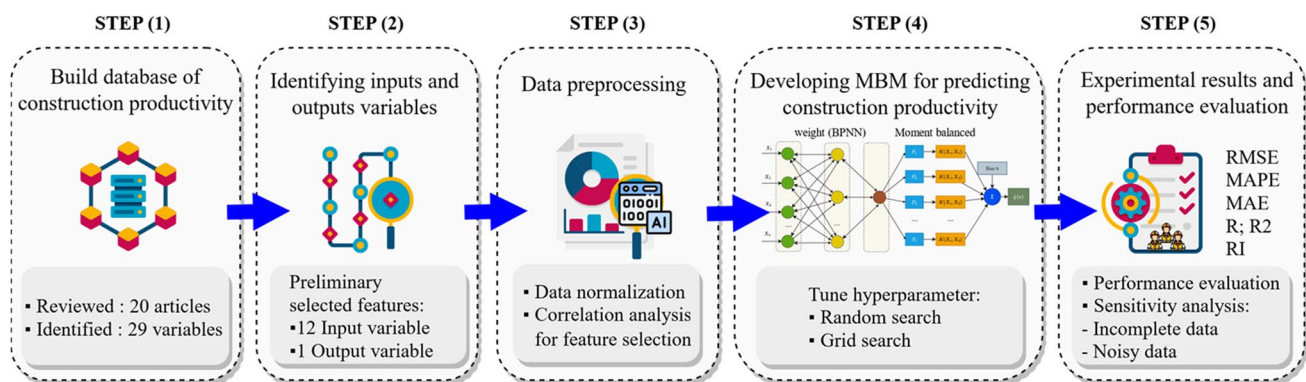 STEP (1)
Build database of
construction productivity
▪ Reviewed : 20 articles
▪ Identified : 29 variables
STEP (2)
Identifying inputs and
outputs variables
Preliminary
selected features:
▪12 Input variable
▪1 Output variable
STEP (3)
Data preprocessing
01001
100
AI
▪ Data normalization
▪ Correlation analysis
for feature selection
STEP (4)
Developing MBM for predicting
construction productivity
weight (BPNN)
Moment balanced
...
...
Tune hyperparameter:
▪ Random search
▪ Grid search
STEP (5)
Experimental results and
performance evaluation
RMSE
MAPE
MAE
R; R2
RI
▪ Performance evaluation
▪ Sensitivity analysis:
- Incomplete data
- Noisy data